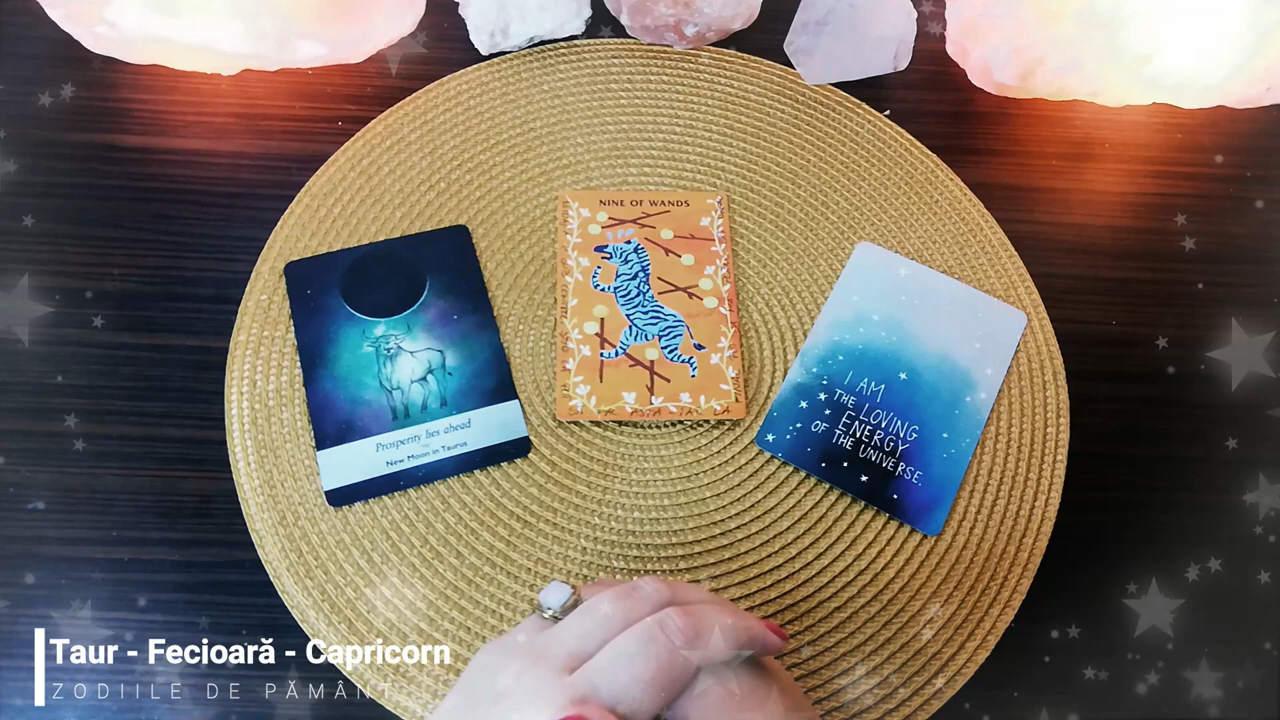 NINE OF WANDS
Prosperity lies ahead
New Moon in Taurus
I AM
THE LOVING
ENERGY
OF THE UNIVERSE.
Taur - Fecioară - Capricorn
ZODIILE DE PĂMÂNT